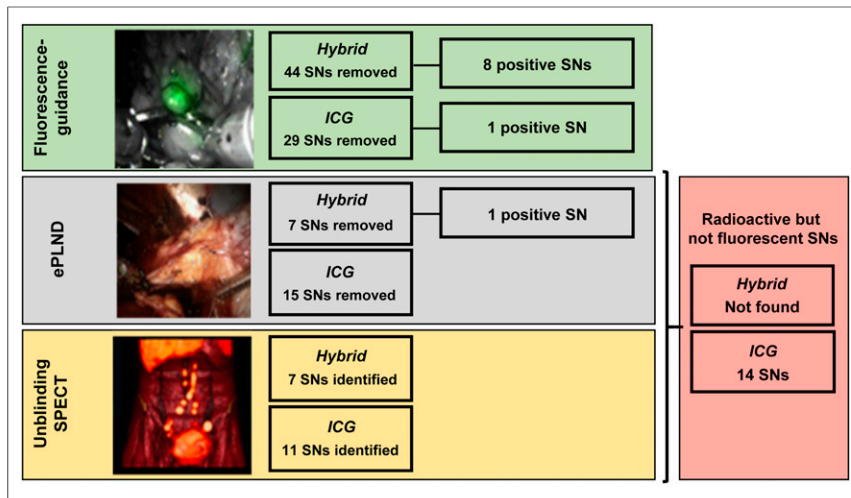 Fluorescence-
guidance
Hybrid
44 SNs removed
8 positive SNs
ICG
29 SNs removed
1 positive SN
ePLND
Hybrid
7 SNs removed
1 positive SN
ICG
15 SNs removed
Unblinding
SPECT
Hybrid
7 SNs identified
ICG
11 SNs identified
Radioactive but
not fluorescent SNs
Hybrid
Not found
ICG
14 SNs